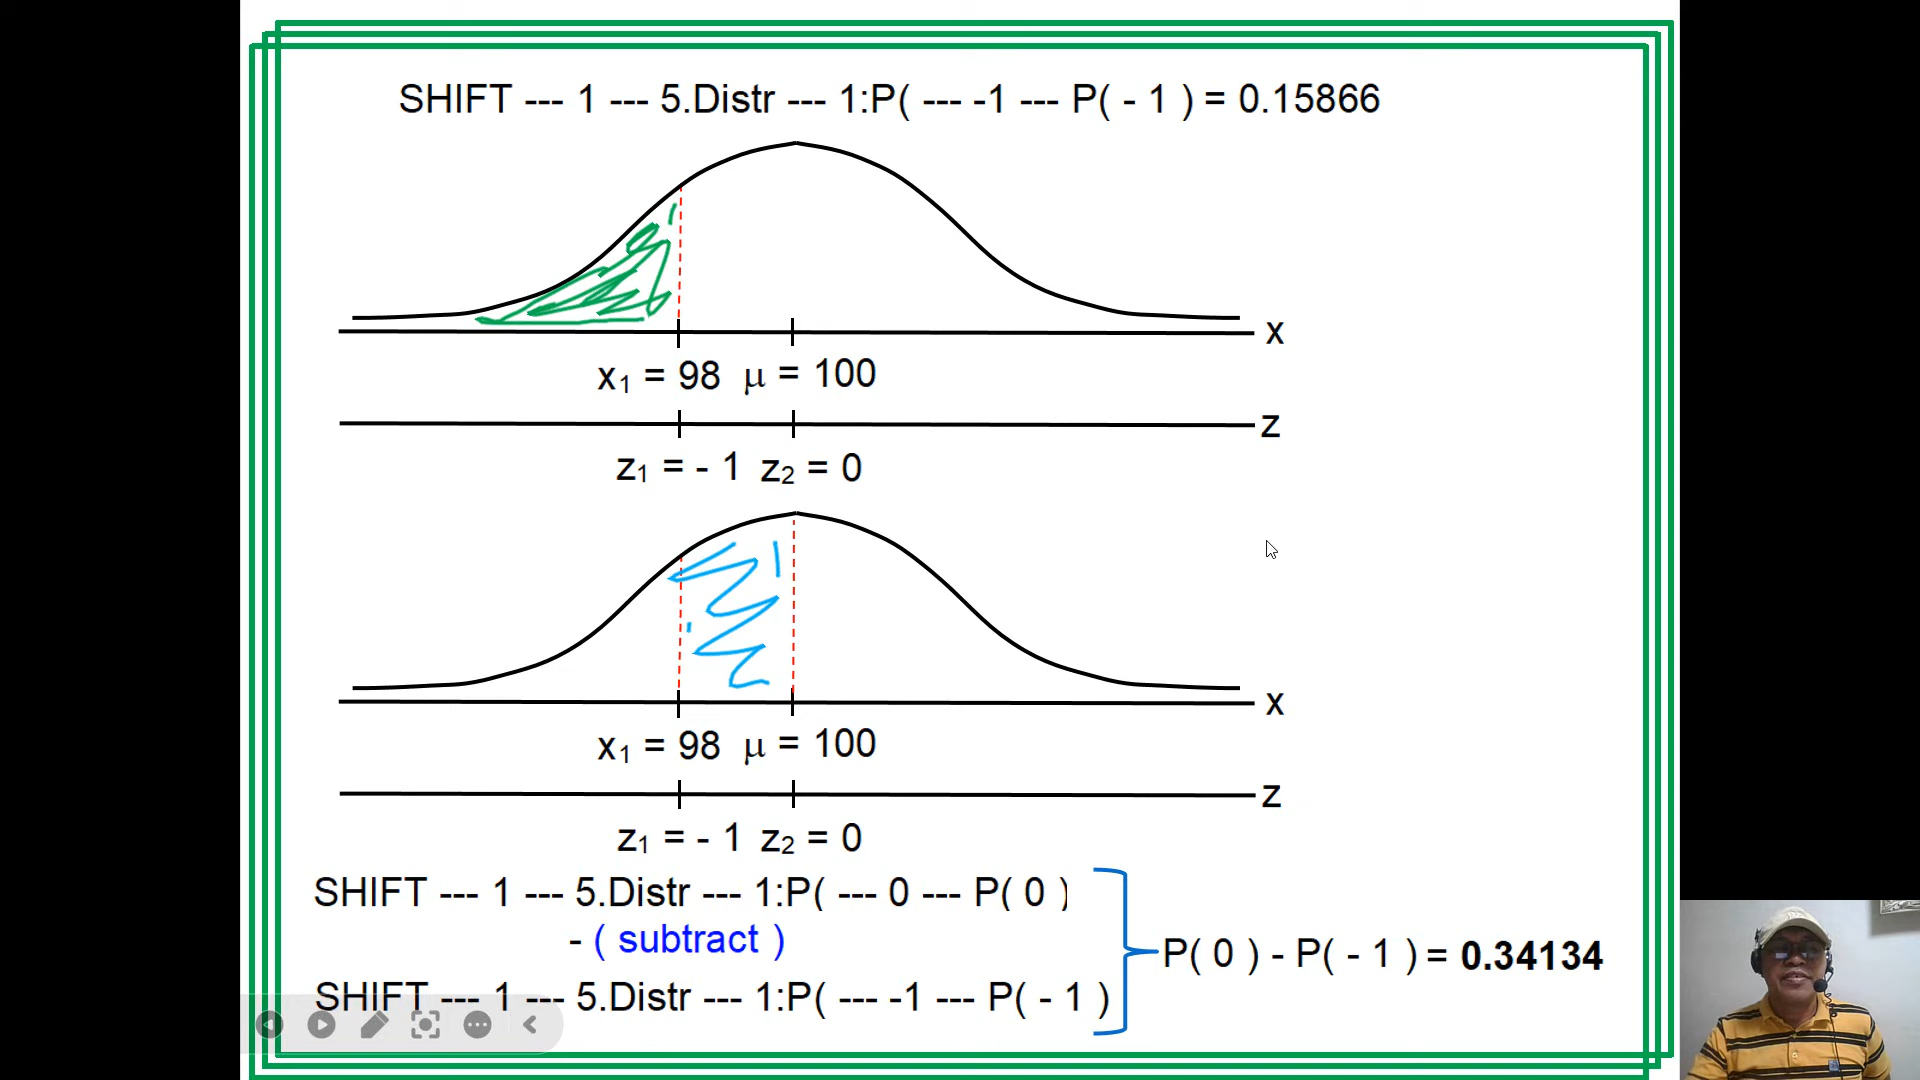 SHIFT --- 1 --- 5.Distr --- 1:P( --- -1 --- P( - 1 ) = 0.15866
x
x1 = 98 μ = 100
z
z1 = - 1 z2 = 0
x
x1 = 98 μ = 100
z
z1 = - 1 z2 = 0
SHIFT --- 1 --- 5.Distr --- 1:P( --- 0 --- P( 0 )
- ( subtract )
P( 0 ) - P( - 1 ) = 0.34134
SHIFT --- 1 --- 5.Distr --- 1:P( --- -1 --- P( - 1 )